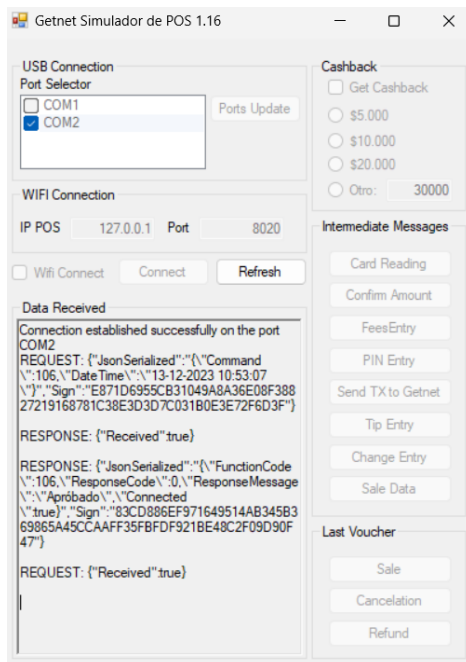 Getnet Simulador de POS 1.16
USB Connection
Port Selector
COM1
COM2
Ports Update
WIFI Connection
IP POS 127.0.0.1 Port 8020
Wifi Connect Connect Refresh
Data Received
Connection established successfully on the port
COM2
REQUEST: {"JsonSerialized":"{\"Command
\":106,\"DateTime\":\"13-12-2023 10:53:07
\"}","Sign":"E871D6955CB31049A8A36E08F388
27219168781C38E3D3D7C031B0E3E72F6D3F"}
RESPONSE: {"Received":true}
RESPONSE: {"JsonSerialized":"{\"FunctionCode
\":106,\"ResponseCode\":0,\"ResponseMessage
\":\"Apróbado\",\"Connected
\":true}","Sign":"83CD886EF971649514AB345B3
69865A45CCAAFF35FBFDF921BE48C2F09D90F
47"}
REQUEST: {"Received":true}
Cashback
Get Cashback
$5.000
$10.000
$20.000
Otro: 30000
Intermediate Messages
Card Reading
Confirm Amount
FeesEntry
PIN Entry
Send TX to Getnet
Tip Entry
Change Entry
Sale Data
Last Voucher
Sale
Cancelation
Refund